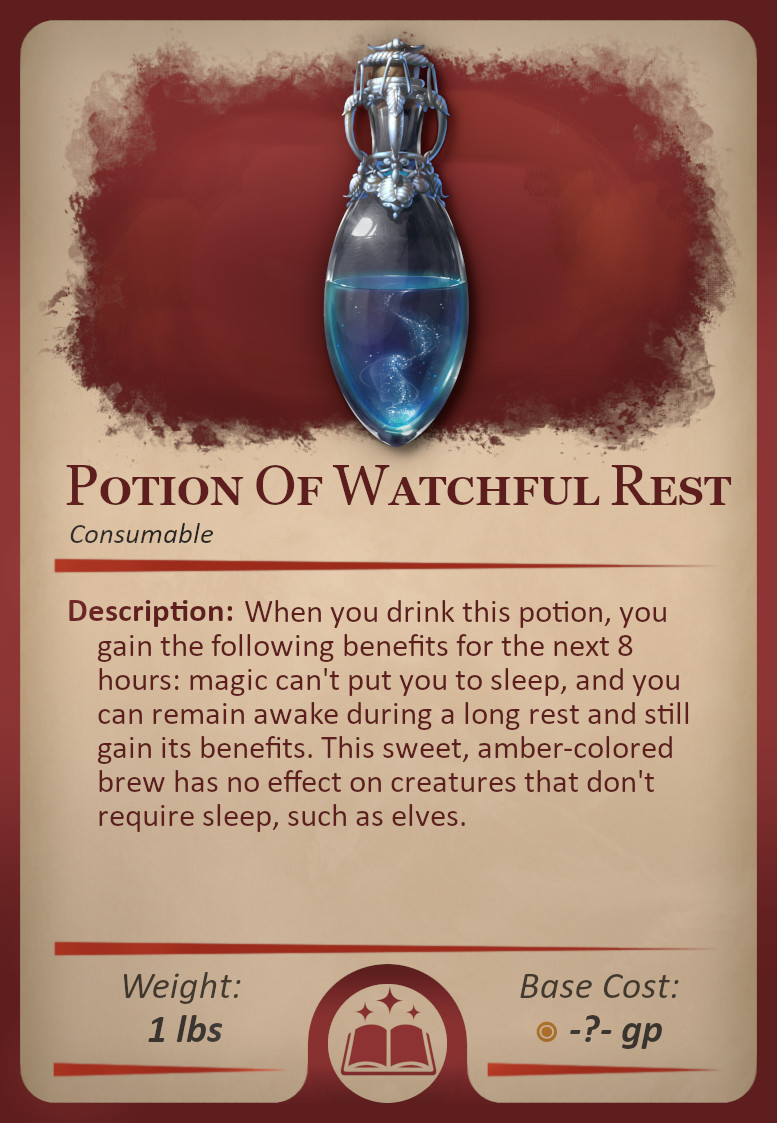 Potion Of Watchful Rest
Consumable
Description: When you drink this potion, you
gain the following benefits for the next 8
hours: magic can't put you to sleep, and you
can remain awake during a long rest and still
gain its benefits. This sweet, amber-colored
brew has no effect on creatures that don't
require sleep, such as elves.
Weight:
1 lbs
Base Cost:
-?- gp